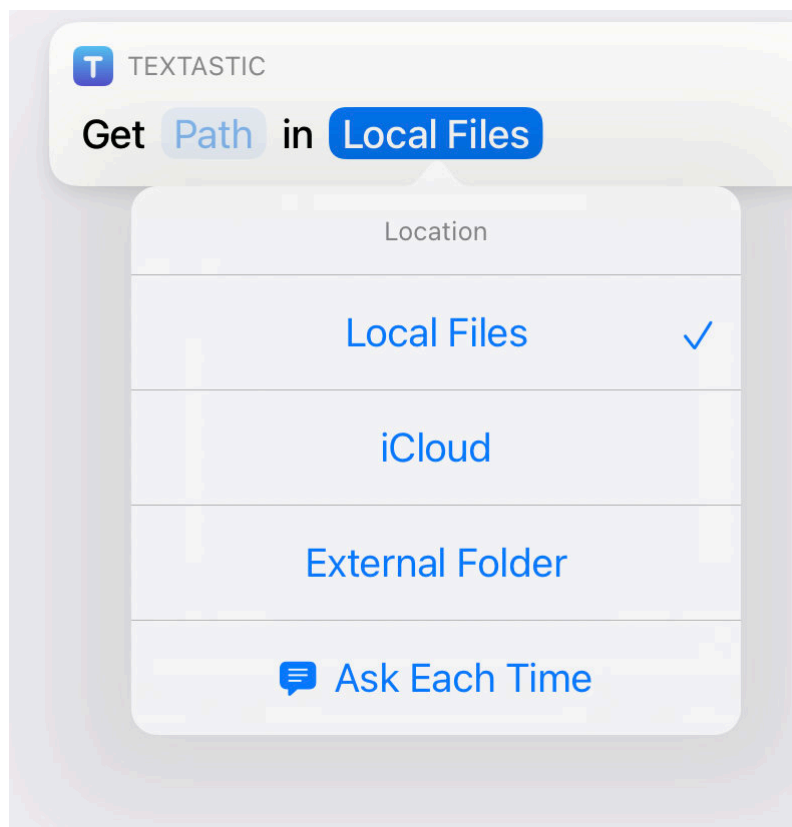 T TEXTASTIC
Get Path in Local Files
Location
Local Files
iCloud
External Folder
Ask Each Time